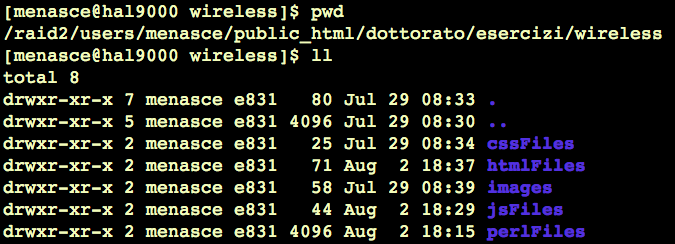 [menasce@hal9000 wireless]$ pwd
/raid2/users/menasce/public_html/dottorato/esercizi/wireless
[menasce@hal9000 wireless]$ ll
total 8
drwxr-xr-x 7 menasce e831   80 Jul 29 08:33 .
drwxr-xr-x 5 menasce e831 4096 Jul 29 08:30 ..
drwxr-xr-x 2 menasce e831   25 Jul 29 08:34 cssFiles
drwxr-xr-x 2 menasce e831   71 Aug  2 18:37 htmlFiles
drwxr-xr-x 2 menasce e831   58 Jul 29 08:39 images
drwxr-xr-x 2 menasce e831   44 Aug  2 18:29 jsFiles
drwxr-xr-x 2 menasce e831 4096 Aug  2 18:15 perlFiles